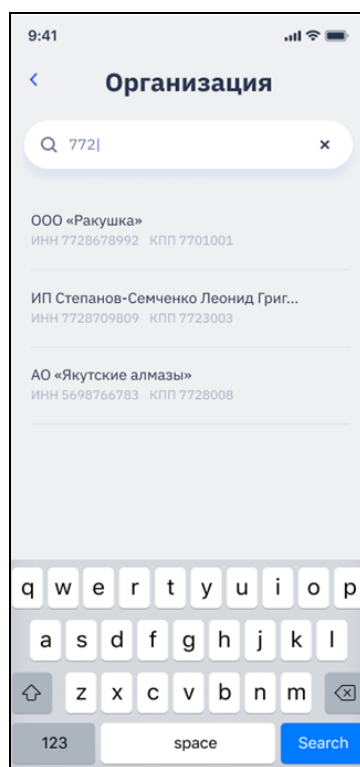 9:41
Организация
772
ООО «Ракушка»
ИНН 7728678992 КПП 7701001
ИП Степанов-Семченко Леонид Григ...
ИНН 7728709809 КПП 7723003
АО «Якутские алмазы»
ИНН 5698766783 КПП 7728008
q w e r t y u i o p
a s d f g h j k l
z x c v b n m
123 space Search